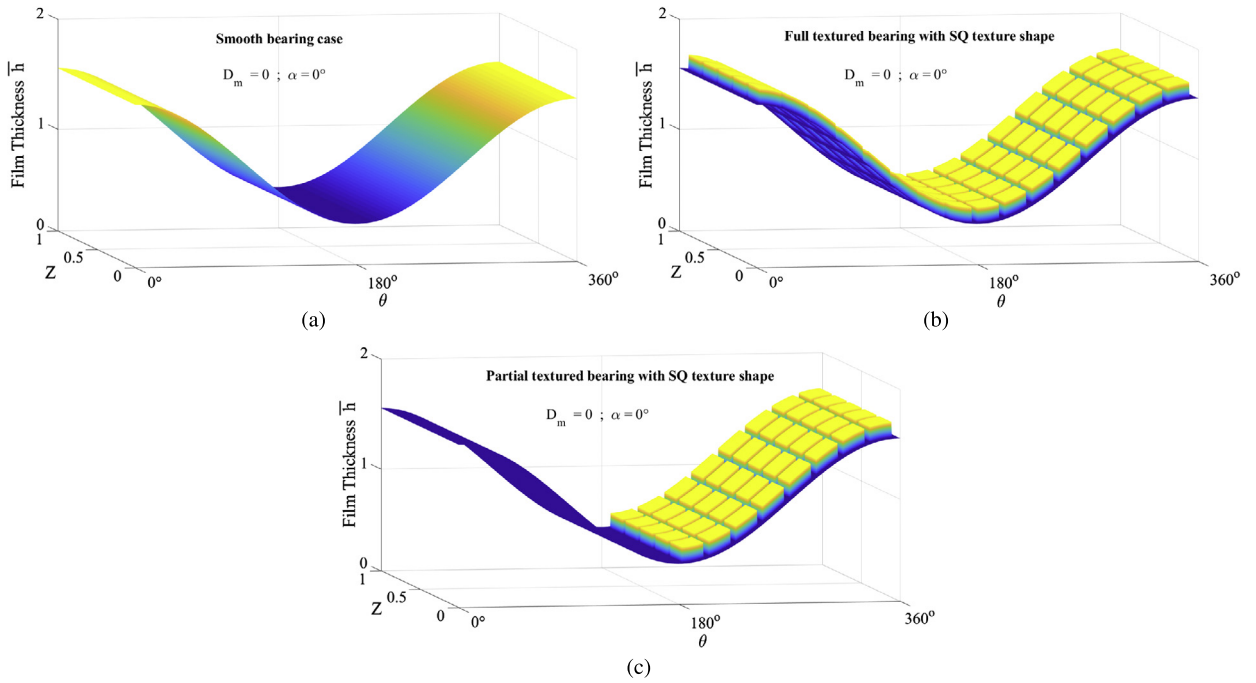 2
Smooth bearing case
D_m = 0 ; α = 0°
Film Thickness h̅
1
0
1
0.5
Z
0
0°
180°
θ
360°
(a)
2
Full textured bearing with SQ texture shape
D_m = 0 ; α = 0°
Film Thickness h̅
1
0
1
0.5
Z
0
0°
180°
θ
360°
(b)
2
Partial textured bearing with SQ texture shape
D_m = 0 ; α = 0°
Film Thickness h̅
1
0
1
0.5
Z
0
0°
180°
θ
360°
(c)